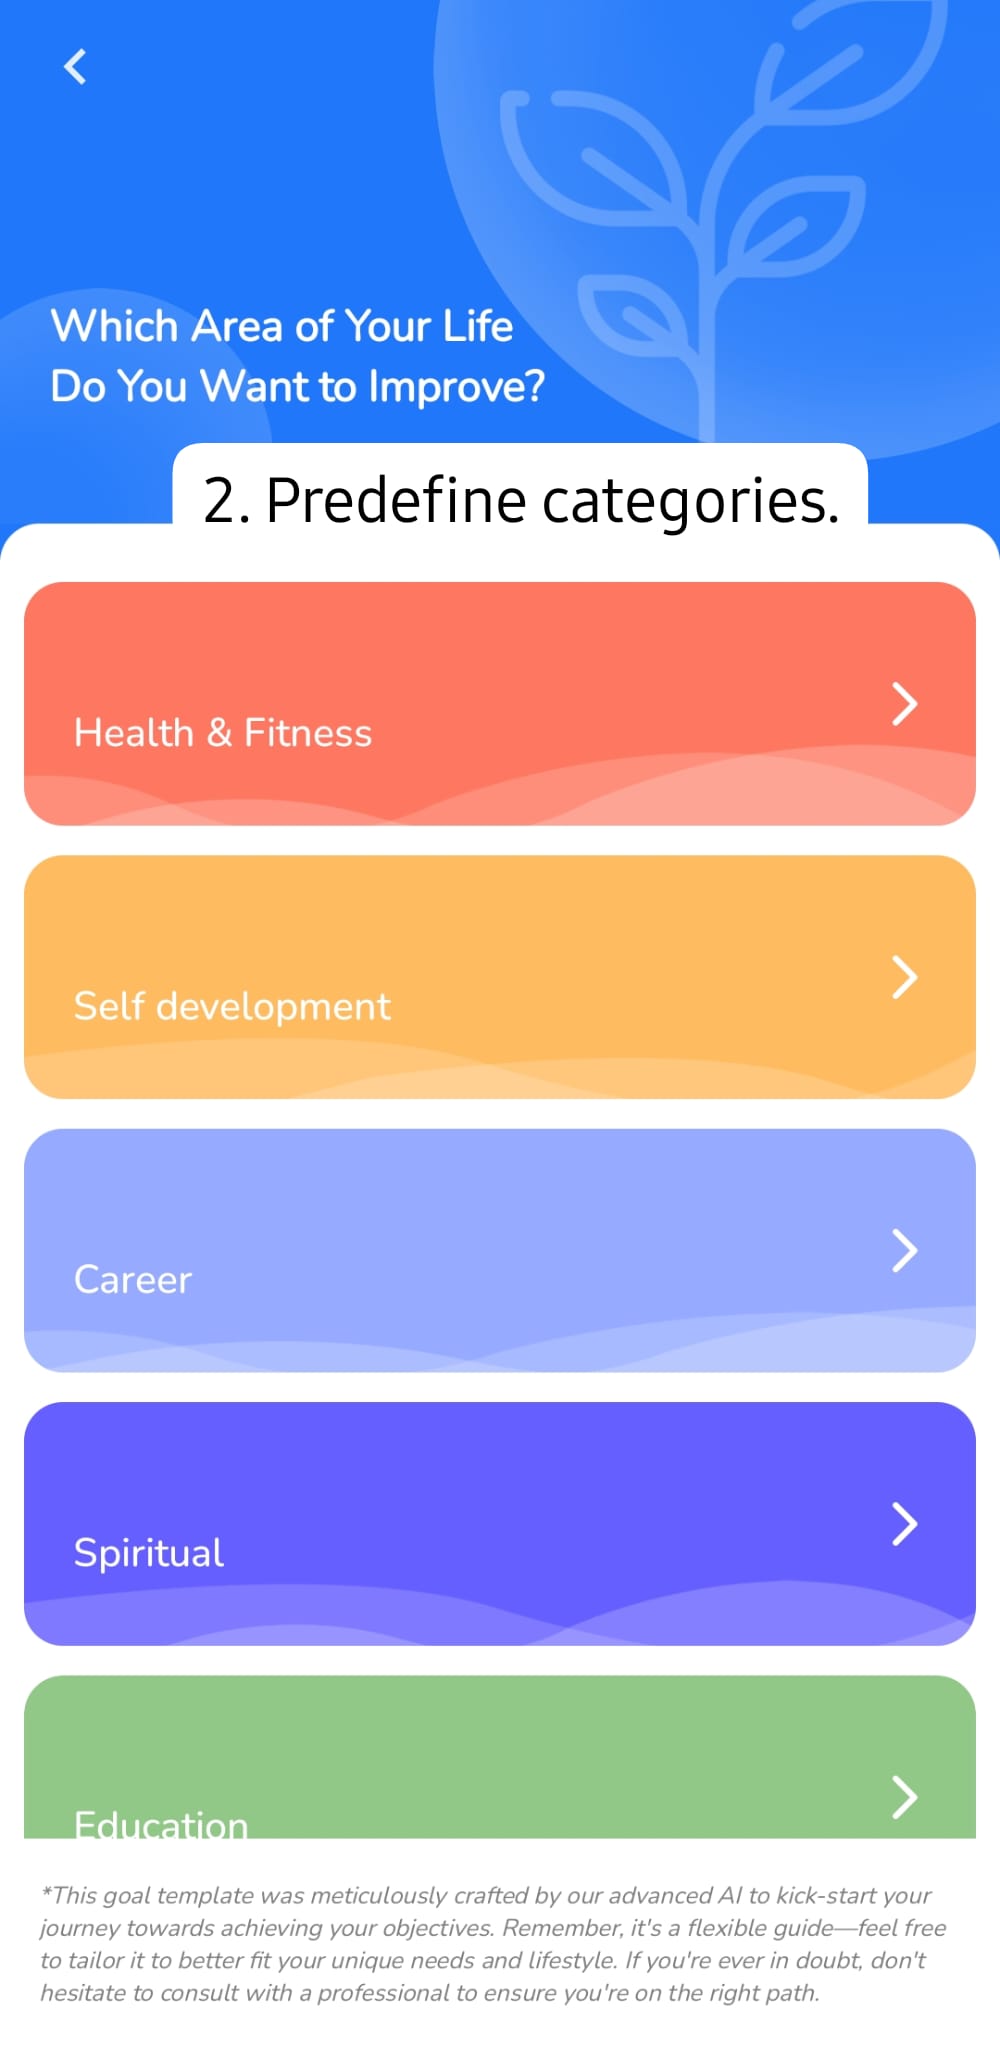 Which Area of Your Life
Do You Want to Improve?
2. Predefine categories.
Health & Fitness
Self development
Career
Spiritual
Education
*This goal template was meticulously crafted by our advanced AI to kick-start your
journey towards achieving your objectives. Remember, it's a flexible guide—feel free
to tailor it to better fit your unique needs and lifestyle. If you're ever in doubt, don't
hesitate to consult with a professional to ensure you're on the right path.